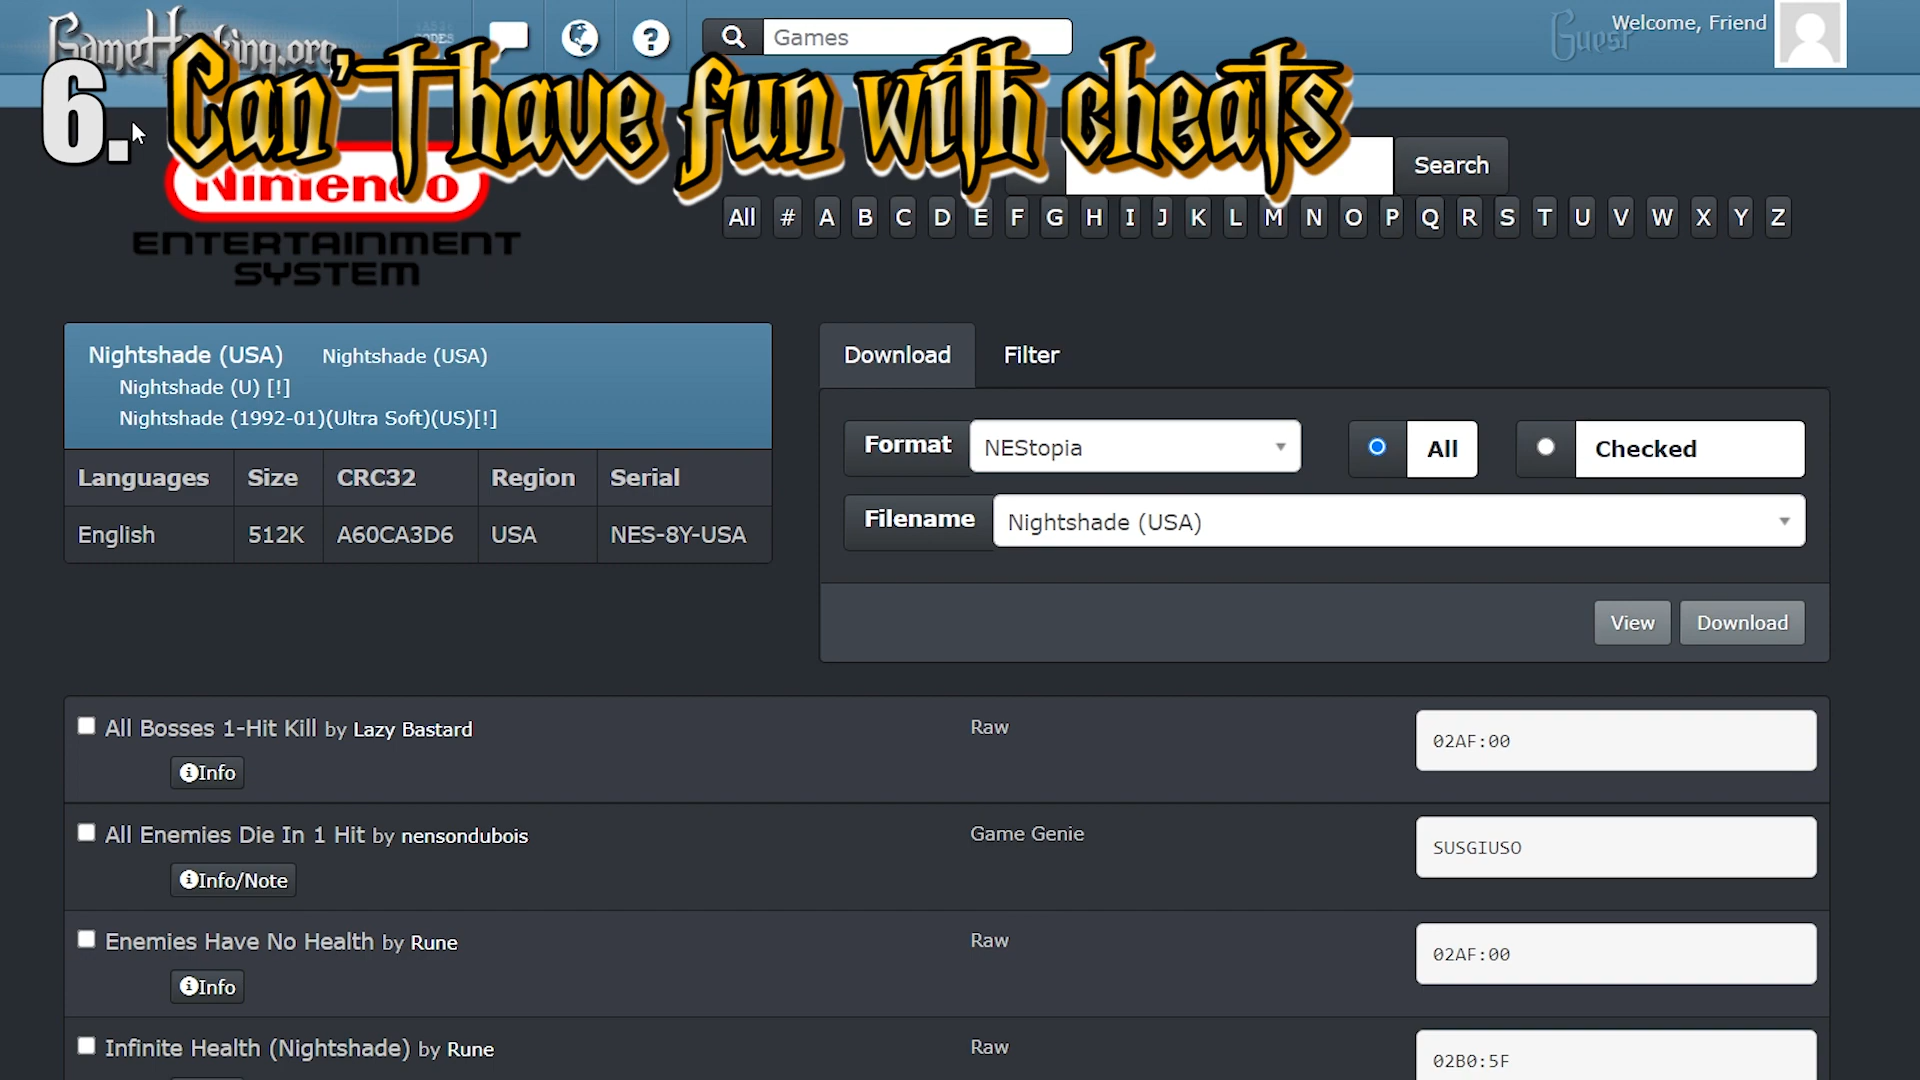 GameHacking.org
CODES
Games
Guest
Welcome, Friend
6. Can't have fun with cheats
Nintendo
ENTERTAINMENT
SYSTEM
Search
All # A B C D E F G H I J K L M N O P Q R S T U V W X Y Z
Nightshade (USA) Nightshade (USA)
Nightshade (U) [!]
Nightshade (1992-01)(Ultra Soft)(US)[!]
Languages Size CRC32 Region Serial
English 512K A60CA3D6 USA NES-8Y-USA
Download Filter
Format NEStopia All Checked
Filename Nightshade (USA)
View Download
All Bosses 1-Hit Kill by Lazy Bastard Raw 02AF:00
Info
All Enemies Die In 1 Hit by nensondubois Game Genie SUSGIUSO
Info/Note
Enemies Have No Health by Rune Raw 02AF:00
Info
Infinite Health (Nightshade) by Rune Raw 02B0:5F